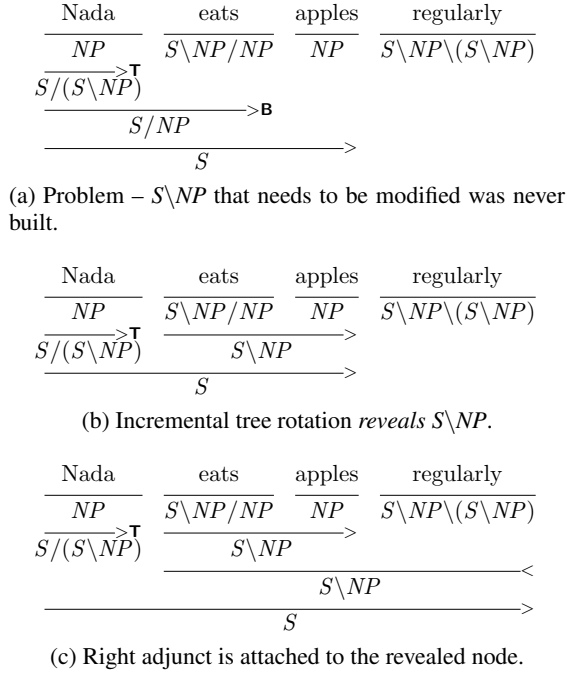 Nada eats apples regularly
NP S\NP/NP NP S\NP\(S\NP)
>T
S/(S\NP)
>B
S/NP
>
S
(a) Problem – S\NP that needs to be modified was never
built.
Nada eats apples regularly
NP S\NP/NP NP S\NP\(S\NP)
>T >
S/(S\NP) S\NP
>
S
(b) Incremental tree rotation reveals S\NP.
Nada eats apples regularly
NP S\NP/NP NP S\NP\(S\NP)
>T >
S/(S\NP) S\NP
<
S\NP
>
S
(c) Right adjunct is attached to the revealed node.